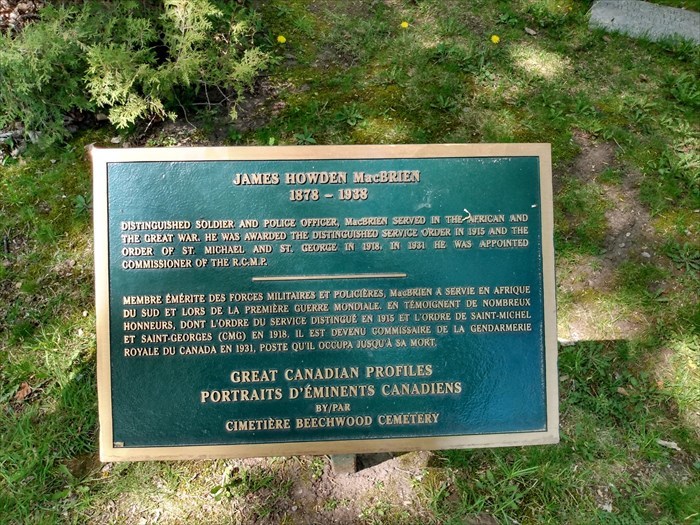 JAMES HOWDEN MacBRIEN
1878 - 1938
DISTINGUISHED SOLDIER AND POLICE OFFICER, MacBRIEN SERVED IN THE AFRICAN AND
THE GREAT WAR. HE WAS AWARDED THE DISTINGUISHED SERVICE ORDER IN 1915 AND THE
ORDER OF ST. MICHAEL AND ST. GEORGE IN 1918. IN 1931 HE WAS APPOINTED
COMMISSIONER OF THE R.C.M.P.
MEMBRE ÉMÉRITE DES FORCES MILITAIRES ET POLICIÈRES, MacBRIEN A SERVIE EN AFRIQUE
DU SUD ET LORS DE LA PREMIÈRE GUERRE MONDIALE. EN TÉMOIGNENT DE NOMBREUX
HONNEURS, DONT L'ORDRE DU SERVICE DISTINGUÉ EN 1915 ET L'ORDRE DE SAINT-MICHEL
ET SAINT-GEORGES (CMG) EN 1918. IL EST DEVENU COMMISSAIRE DE LA GENDARMERIE
ROYALE DU CANADA EN 1931, POSTE QU'IL OCCUPA JUSQU'À SA MORT.
GREAT CANADIAN PROFILES
PORTRAITS D'ÉMINENTS CANADIENS
BY/PAR
CIMETIÈRE BEECHWOOD CEMETERY